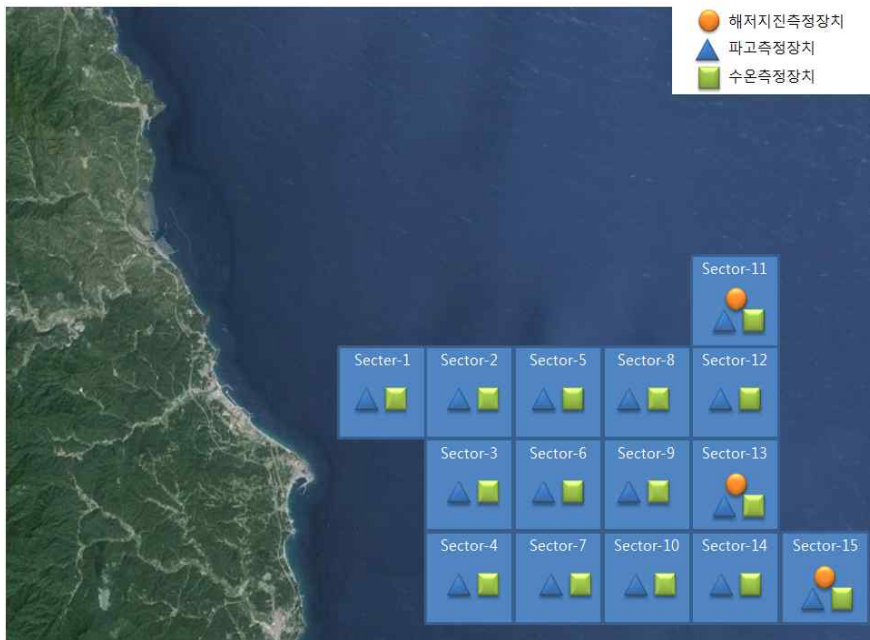 해저지진측정장치
파고측정장치
수온측정장치
Sector-11
Secter-1
Sector-2
Sector-5
Sector-8
Sector-12
Sector-3
Sector-6
Sector-9
Sector-13
Sector-4
Sector-7
Sector-10
Sector-14
Sector-15